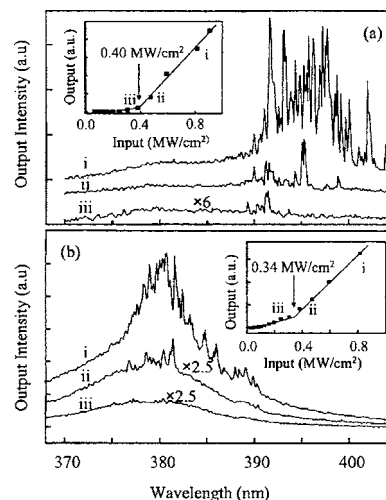 (a)
Output (a.u.)
0.40 MW/cm²
i
ii
iii
0.0 0.4 0.8
Input (MW/cm²)
Output Intensity (a.u)
i
ii
iii
×6
(b)
Output (a.u.)
0.34 MW/cm²
i
ii
iii
0.0 0.4 0.8
Input (MW/cm²)
Output Intensity (a.u)
i
ii
×2.5
iii
×2.5
370 380 390 400
Wavelength (nm)